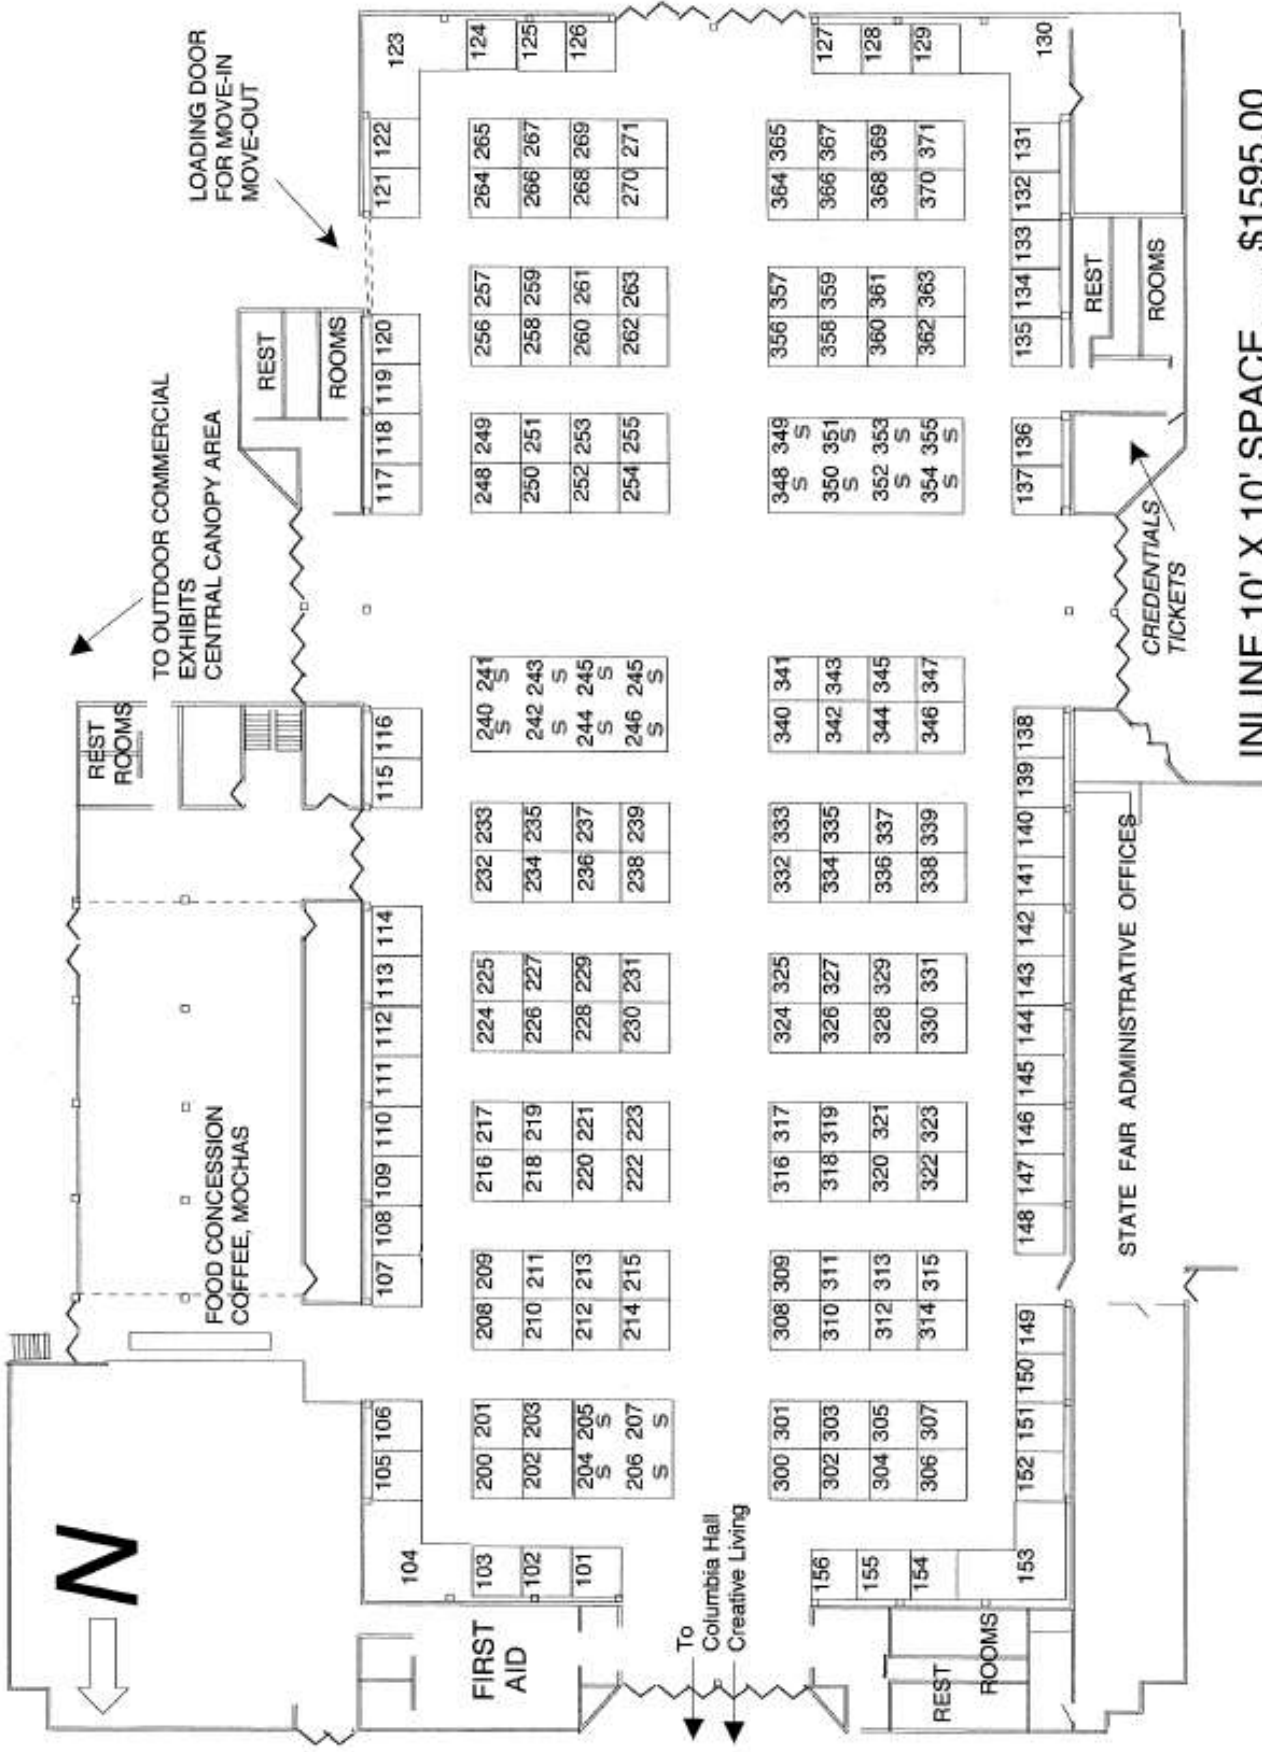 TO OUTDOOR COMMERCIAL
EXHIBITS
CENTRAL CANOPY AREA
LOADING DOOR
FOR MOVE-IN
MOVE-OUT
N
REST
ROOMS
REST
ROOMS
FOOD CONCESSION
COFFEE, MOCHAS
104 105 106 107 108 109 110 111 112 113 114 115 116 117 118 119 120 121 122 123
FIRST
AID
103 200 201 208 209 216 217 224 225 232 233 240 241 248 249 256 257 264 265 124
S S
102 202 203 210 211 218 219 226 227 234 235 242 243 250 251 258 259 266 267 125
S S
101 204 205 212 213 220 221 228 229 236 237 244 245 252 253 260 261 268 269 126
S S S S
206 207 214 215 222 223 230 231 238 239 246 245 254 255 262 263 270 271
S S S S
To
Columbia Hall
Creative Living
300 301 308 309 316 317 324 325 332 333 340 341 348 349 356 357 364 365
S S
156 302 303 310 311 318 319 326 327 334 335 342 343 350 351 358 359 366 367 127
S S
155 304 305 312 313 320 321 328 329 336 337 344 345 352 353 360 361 368 369 128
S S
154 306 307 314 315 322 323 330 331 338 339 346 347 354 355 362 363 370 371 129
S S
153 152 151 150 149 148 147 146 145 144 143 142 141 140 139 138 137 136 135 134 133 132 131 130
REST
ROOMS
STATE FAIR ADMINISTRATIVE OFFICES
CREDENTIALS
TICKETS
REST
ROOMS
INLINE 10' X 10' SPACE $1595.00